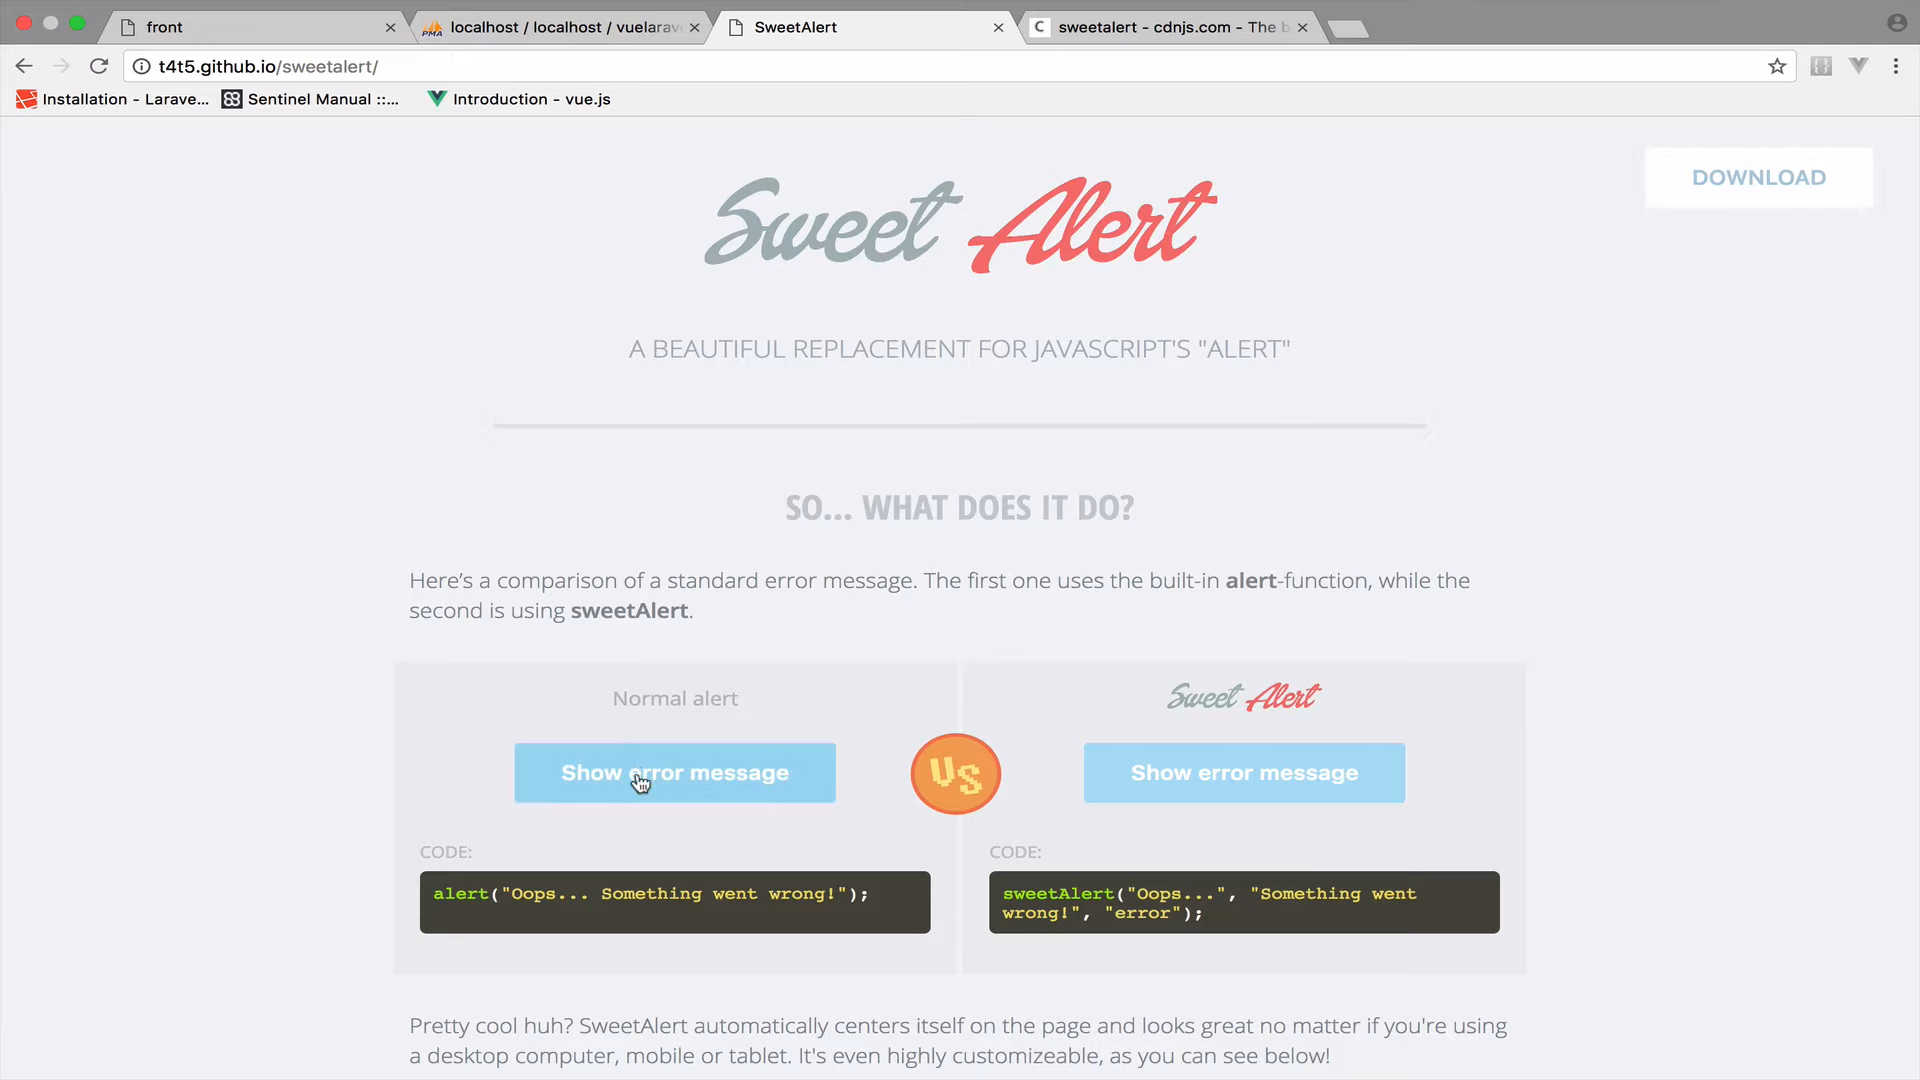 front
localhost / localhost / vuelarav
SweetAlert
C sweetalert - cdnjs.com - The b
t4t5.github.io/sweetalert/
Installation - Larave...
Sentinel Manual ::...
Introduction - vue.js
DOWNLOAD
Sweet Alert
A BEAUTIFUL REPLACEMENT FOR JAVASCRIPT'S "ALERT"
SO... WHAT DOES IT DO?
Here’s a comparison of a standard error message. The first one uses the built-in alert-function, while the
second is using sweetAlert.
Normal alert
Show error message
CODE:
alert("Oops... Something went wrong!");
VS
Sweet Alert
Show error message
CODE:
sweetAlert("Oops...", "Something went
wrong!", "error");
Pretty cool huh? SweetAlert automatically centers itself on the page and looks great no matter if you're using
a desktop computer, mobile or tablet. It's even highly customizeable, as you can see below!